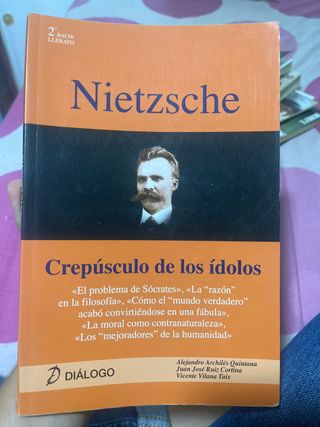 2º BACHI
LLERATO
Nietzsche
Crepúsculo de los ídolos
«El problema de Sócrates», «La “razón”
en la filosofía», «Cómo el “mundo verdadero”
acabó convirtiéndose en una fábula»,
«La moral como contranaturaleza»,
«Los “mejoradores” de la humanidad»
Alejandro Archilés Quintana
Juan José Ruiz Cortina
Vicente Vilana Taix
DIÁLOGO